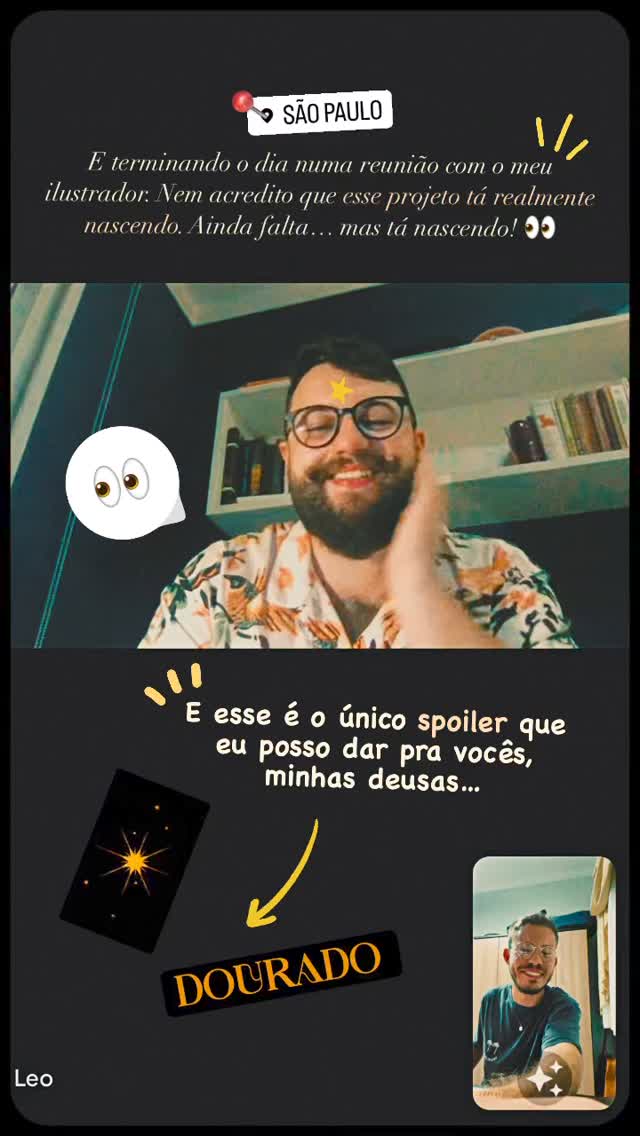 SÃO PAULO
E terminando o dia numa reunião com o meu
ilustrador. Nem acredito que esse projeto tá realmente
nascendo. Ainda falta... mas tá nascendo! 👀
E esse é o único spoiler que
eu posso dar pra vocês,
minhas deusas...
DOURADO
Leo